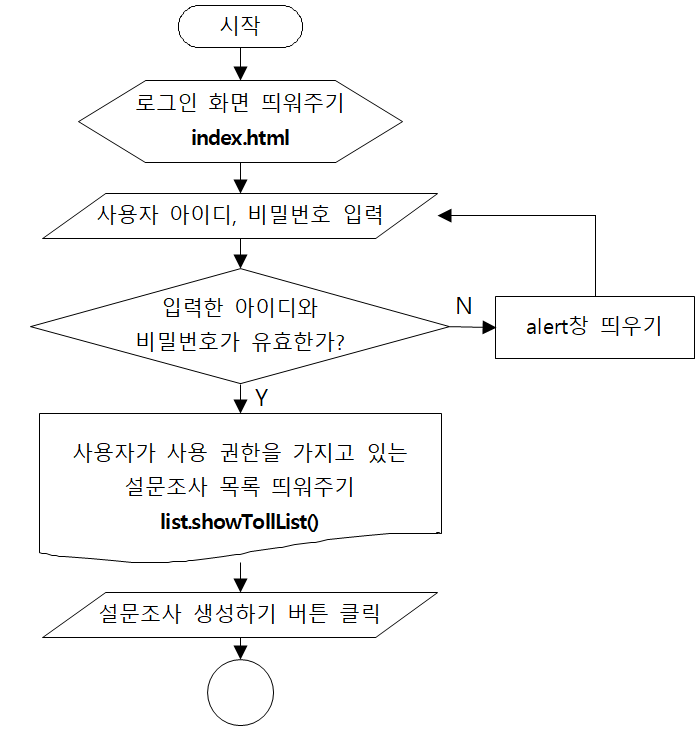 시작
로그인 화면 띄워주기
index.html
사용자 아이디, 비밀번호 입력
입력한 아이디와
비밀번호가 유효한가?
N
alert창 띄우기
Y
사용자가 사용 권한을 가지고 있는
설문조사 목록 띄워주기
list.showTollList()
설문조사 생성하기 버튼 클릭